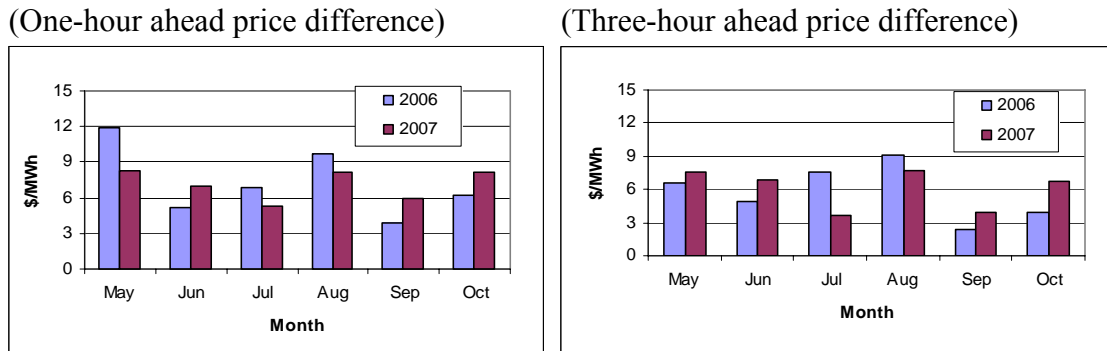 (One-hour ahead price difference)
15
12
9
6
3
0
$/MWh
2006
2007
May Jun Jul Aug Sep Oct
Month
(Three-hour ahead price difference)
15
12
9
6
3
0
$/MWh
2006
2007
May Jun Jul Aug Sep Oct
Month